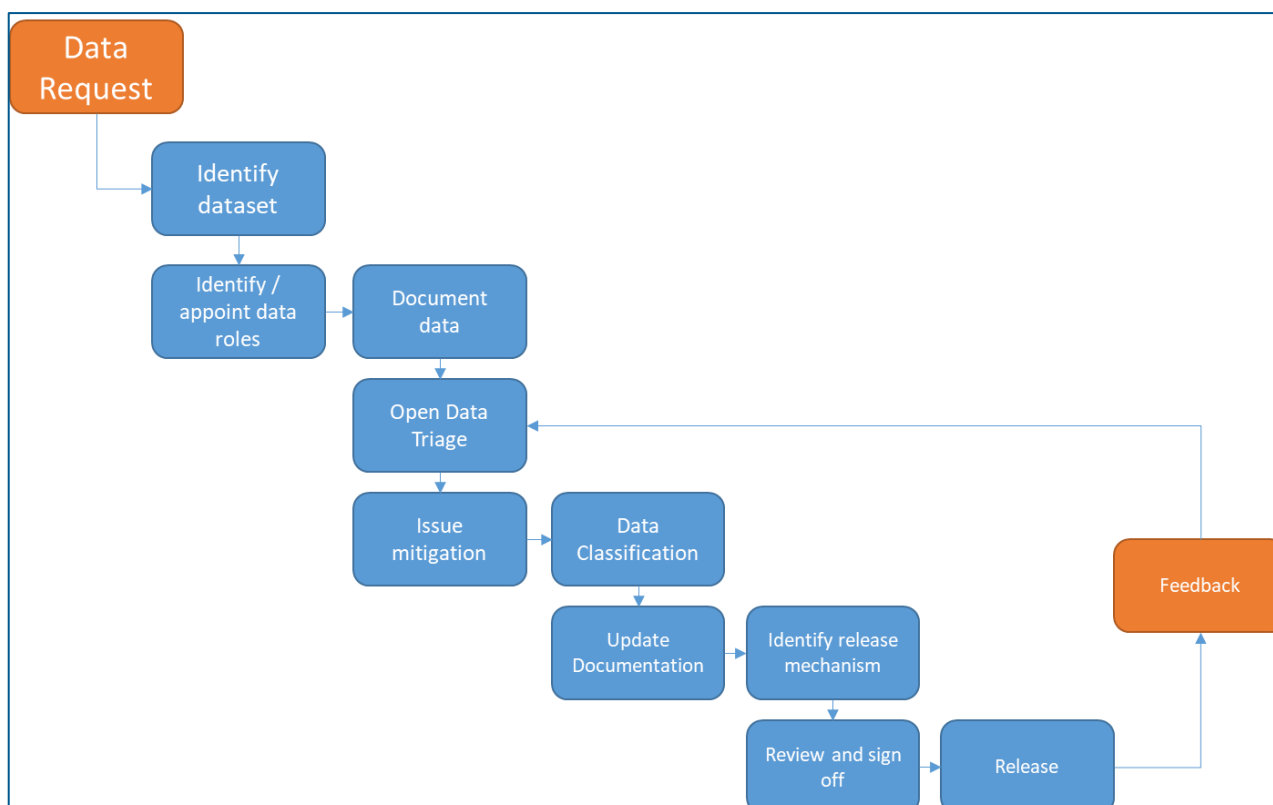 Data
Request
Identify
dataset
Identify /
appoint data
roles
Document
data
Open Data
Triage
Issue
mitigation
Data
Classification
Feedback
Update
Documentation
Identify release
mechanism
Review and sign
off
Release